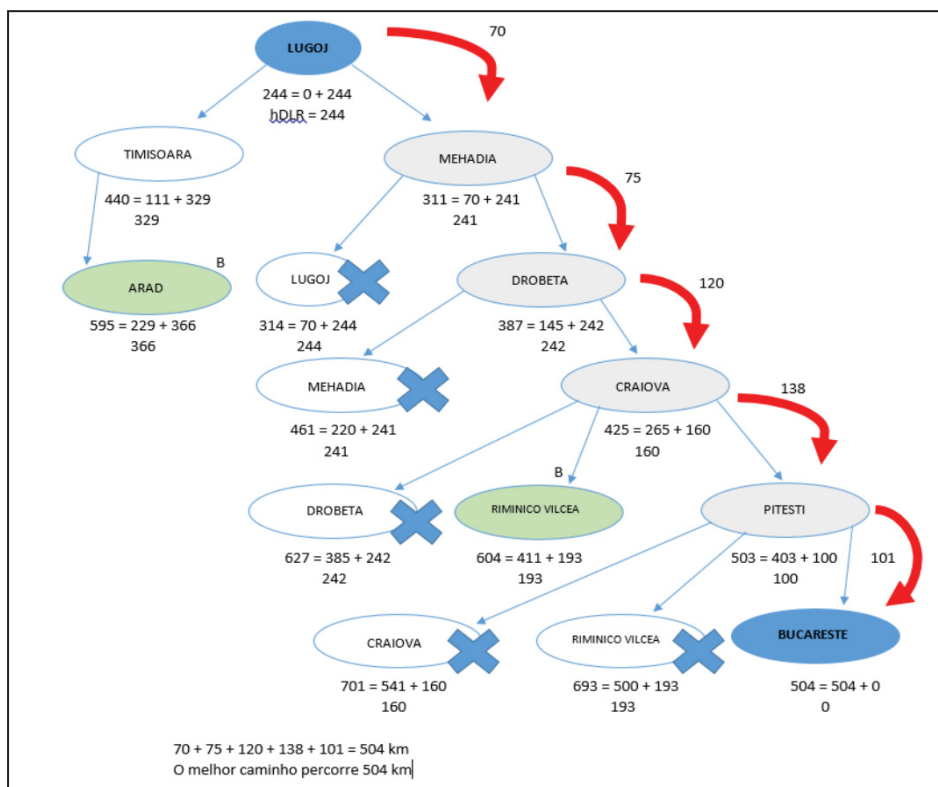 70
LUGOJ
244 = 0 + 244
hDLR = 244
TIMISOARA
MEHADIA
75
440 = 111 + 329
329
311 = 70 + 241
241
B
ARAD
LUGOJ
DROBETA
120
595 = 229 + 366
366
314 = 70 + 244
244
387 = 145 + 242
242
MEHADIA
CRAIOVA
138
461 = 220 + 241
241
425 = 265 + 160
160
B
DROBETA
RIMINICO VILCEA
PITESTI
627 = 385 + 242
242
604 = 411 + 193
193
503 = 403 + 100
100
101
CRAIOVA
RIMINICO VILCEA
BUCARESTE
701 = 541 + 160
160
693 = 500 + 193
193
504 = 504 + 0
0
70 + 75 + 120 + 138 + 101 = 504 km
O melhor caminho percorre 504 km